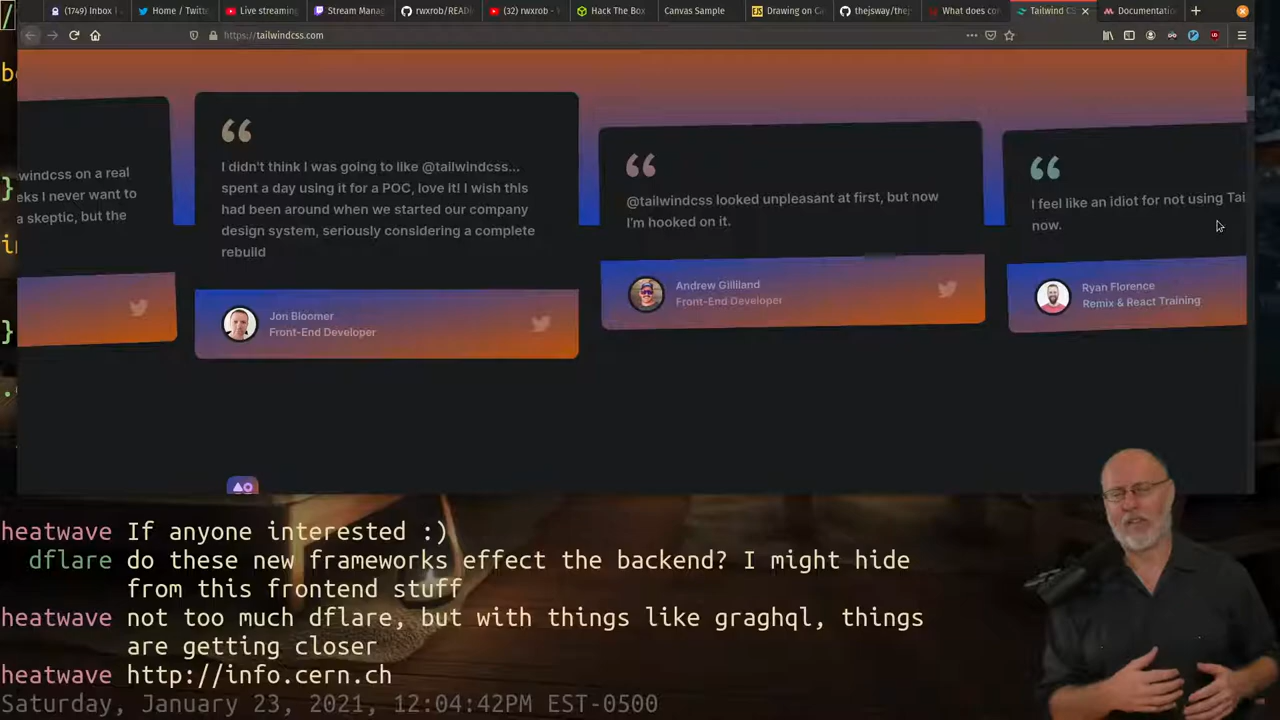 (1749) Inbox
Home / Twitte
Live streaming
Stream Manag
rwxrob/READ
(32) rwxrob -
Hack The Box
Canvas Sample
Drawing on C
thejsway/thej
What does co
Tailwind CS
Documentatio
https://tailwindcss.com
windcss on a real
eks I never want to
a skeptic, but the
I didn't think I was going to like @tailwindcss...
spent a day using it for a POC, love it! I wish this
had been around when we started our company
design system, seriously considering a complete
rebuild
Jon Bloomer
Front-End Developer
@tailwindcss looked unpleasant at first, but now
I'm hooked on it.
Andrew Gilliland
Front-End Developer
I feel like an idiot for not using Tai
now.
Ryan Florence
Remix & React Training
heatwave If anyone interested :)
dflare do these new frameworks effect the backend? I might hide
from this frontend stuff
heatwave not too much dflare, but with things like graghql, things
are getting closer
heatwave http://info.cern.ch
Saturday, January 23, 2021, 12:04:42PM EST-0500